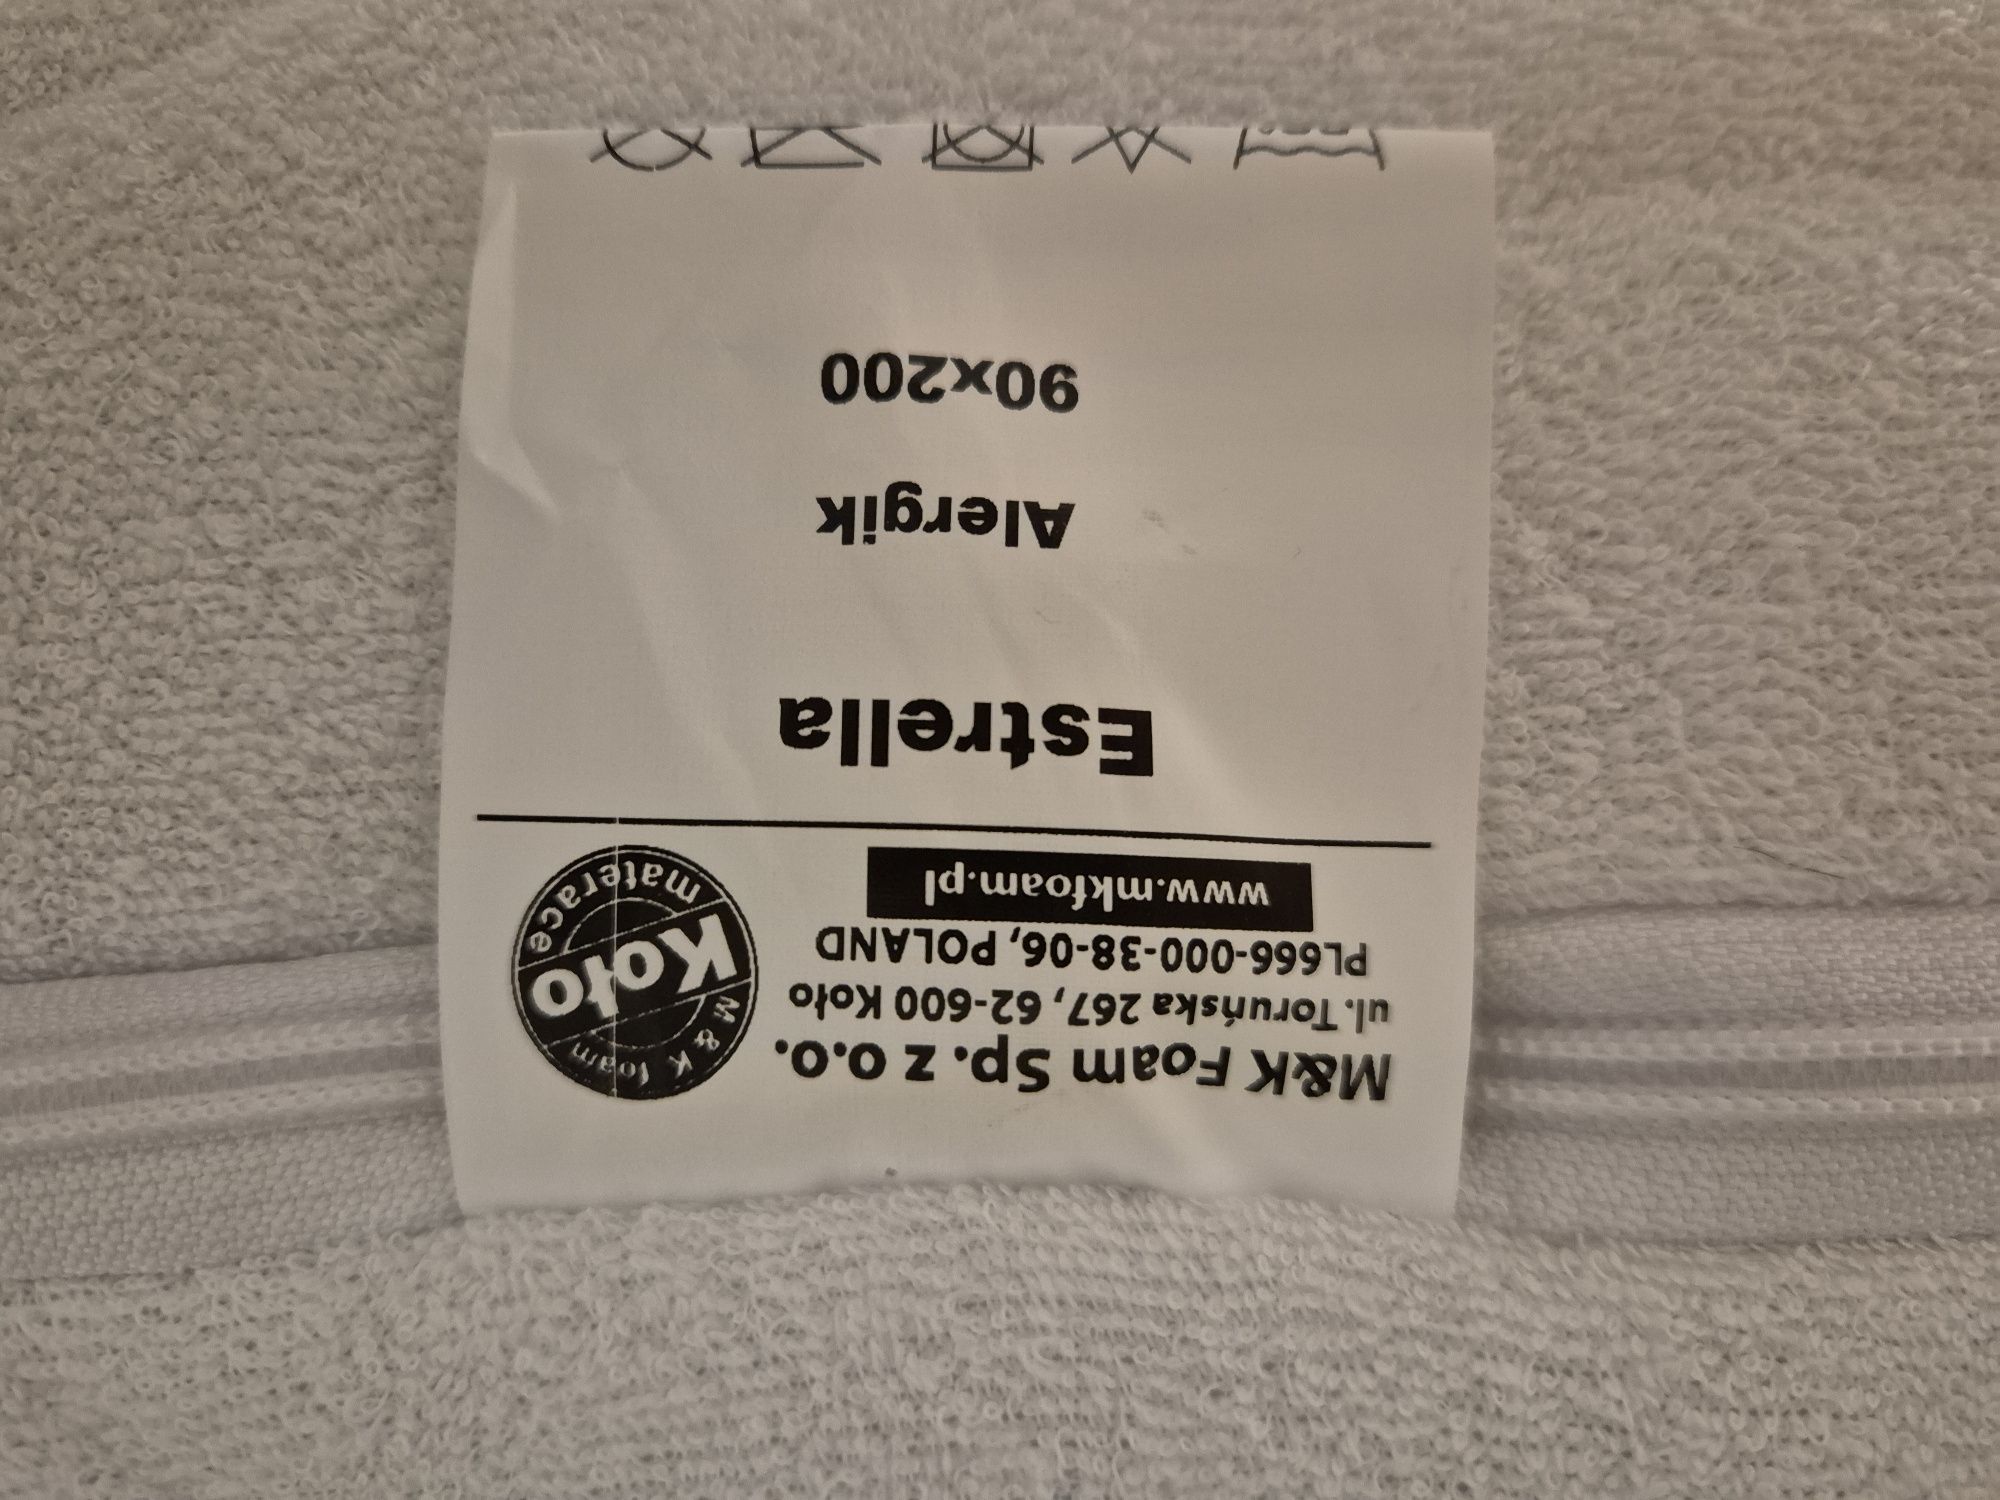 M&K Foam Sp. z o.o.
ul. Toruńska 267, 62-600 Koło
PL666-000-38-06, POLAND
www.mkfoam.pl
M & K foam
Koło
materace
Estrella
Alergik
90x200